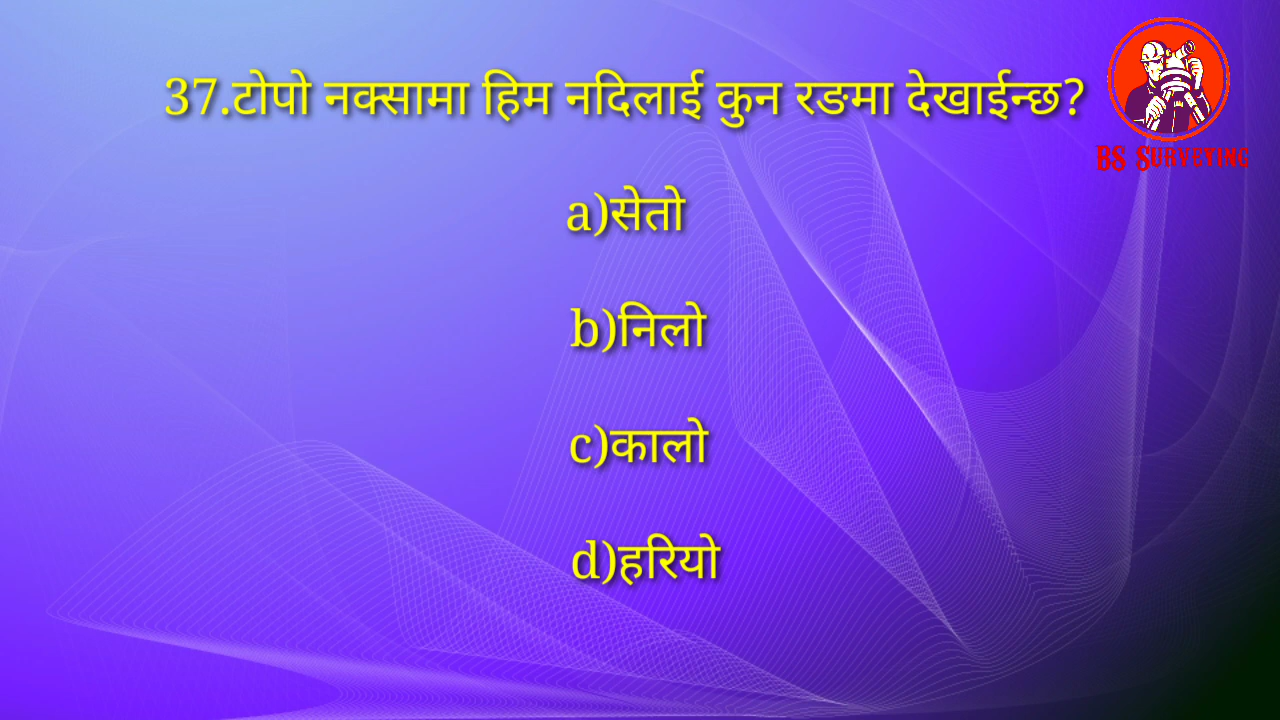 37.टोपो नक्सामा हिम नदिलाई कुन रङमा देखाईन्छ?
BS SURVEYING
a)सेतो
b)निलो
c)कालो
d)हरियो